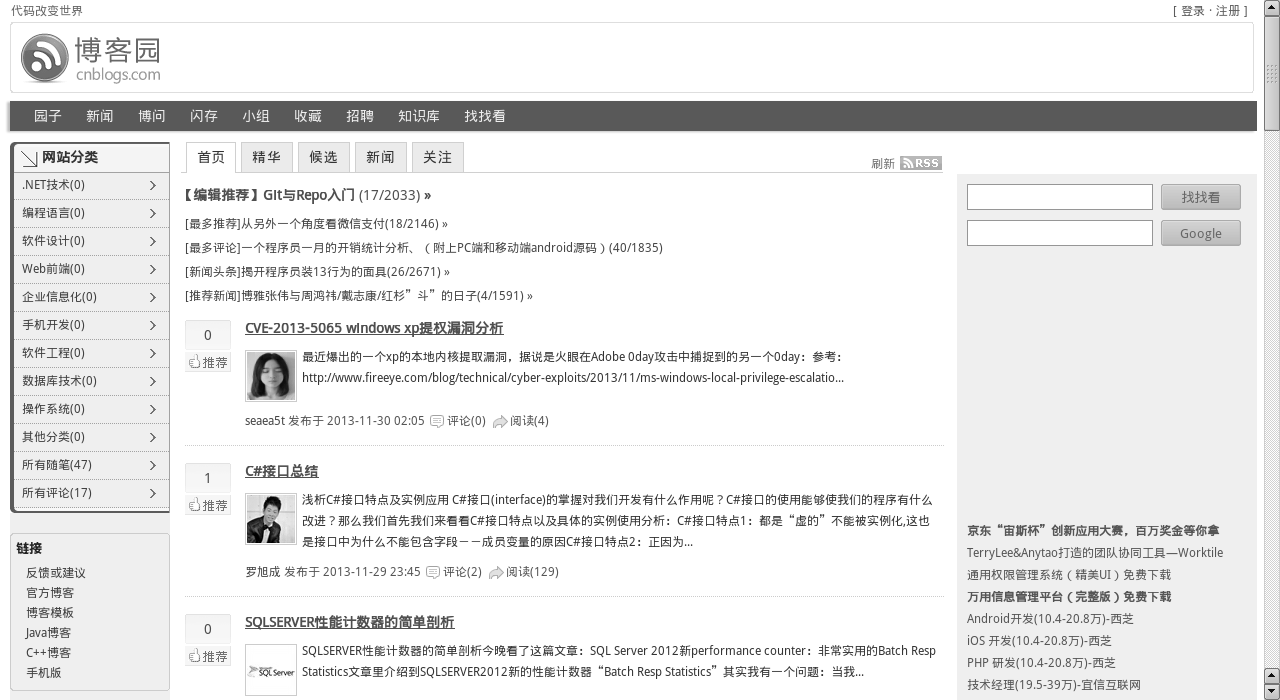 代码改变世界
[ 登录 · 注册 ]
博客园
cnblogs.com
园子 新闻 博问 闪存 小组 收藏 招聘 知识库 找找看
网站分类
.NET技术(0)
编程语言(0)
软件设计(0)
Web前端(0)
企业信息化(0)
手机开发(0)
软件工程(0)
数据库技术(0)
操作系统(0)
其他分类(0)
所有随笔(47)
所有评论(17)
链接
反馈或建议
官方博客
博客模板
Java博客
C++博客
手机版
首页 精华 候选 新闻 关注
刷新 RSS
【编辑推荐】Git与Repo入门 (17/2033) »
[最多推荐]从另外一个角度看微信支付(18/2146) »
[最多评论]一个程序员一月的开销统计分析、（附上PC端和移动端android源码）(40/1835)
[新闻头条]揭开程序员装13行为的面具(26/2671) »
[推荐新闻]博雅张伟与周鸿祎/戴志康/红杉”斗”的日子(4/1591) »
0
推荐
CVE-2013-5065 windows xp提权漏洞分析
最近爆出的一个xp的本地内核提取漏洞，据说是火眼在Adobe 0day攻击中捕捉到的另一个0day：参考：
http://www.fireeye.com/blog/technical/cyber-exploits/2013/11/ms-windows-local-privilege-escalatio...
seaea5t 发布于 2013-11-30 02:05 评论(0) 阅读(4)
1
推荐
C#接口总结
浅析C#接口特点及实例应用 C#接口(interface)的掌握对我们开发有什么作用呢？C#接口的使用能够使我们的程序有什么
改进？那么我们首先我们来看看C#接口特点以及具体的实例使用分析：C#接口特点1：都是“虚的”不能被实例化,这也
是接口中为什么不能包含字段－－成员变量的原因C#接口特点2：正因为...
罗旭成 发布于 2013-11-29 23:45 评论(2) 阅读(129)
0
推荐
SQLSERVER性能计数器的简单剖析
SQL Server
SQLSERVER性能计数器的简单剖析今晚看了这篇文章：SQL Server 2012新performance counter：非常实用的Batch Resp
Statistics文章里介绍到SQLSERVER2012新的性能计数器“Batch Resp Statistics”其实我有一个问题：当我...
找找看
Google
京东“宙斯杯”创新应用大赛，百万奖金等你拿
TerryLee&Anytao打造的团队协同工具—Worktile
通用权限管理系统（精美UI）免费下载
万用信息管理平台（完整版）免费下载
Android开发(10.4-20.8万)-西芝
iOS 开发(10.4-20.8万)-西芝
PHP 研发(10.4-20.8万)-西芝
技术经理(19.5-39万)-宜信互联网